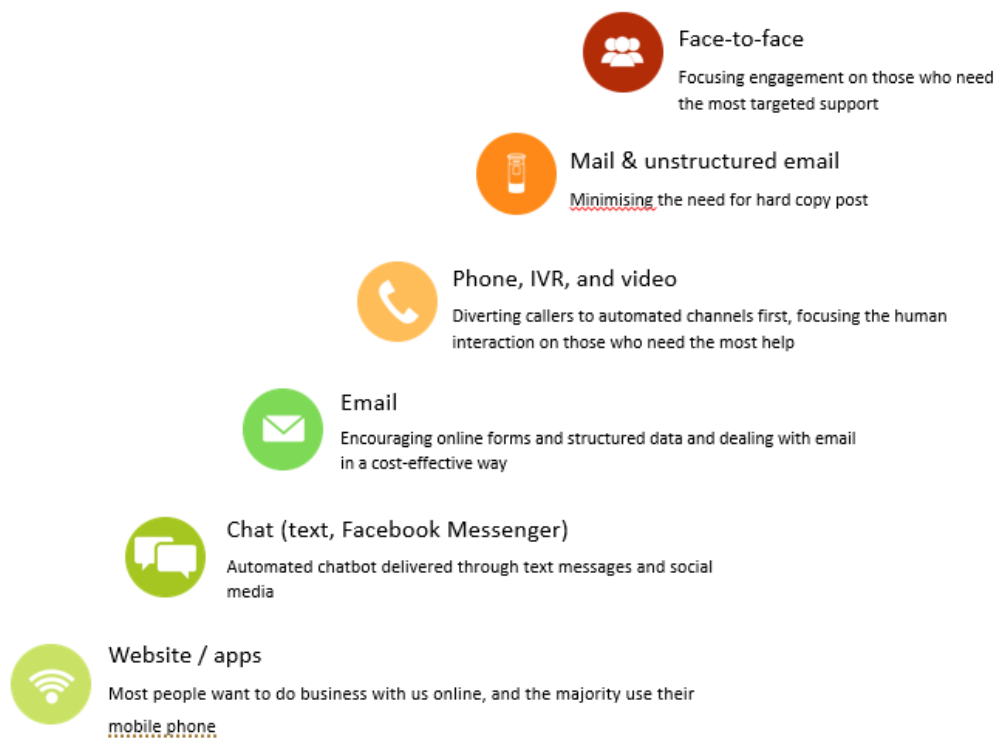 Face-to-face
Focusing engagement on those who need
the most targeted support
Mail & unstructured email
Minimising the need for hard copy post
Phone, IVR, and video
Diverting callers to automated channels first, focusing the human
interaction on those who need the most help
Email
Encouraging online forms and structured data and dealing with email
in a cost-effective way
Chat (text, Facebook Messenger)
Automated chatbot delivered through text messages and social
media
Website / apps
Most people want to do business with us online, and the majority use their
mobile phone